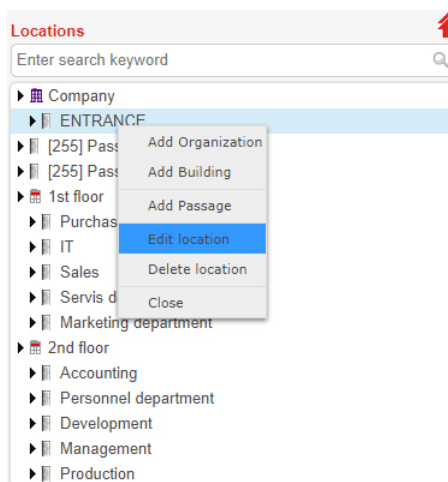 Locations
Enter search keyword
Company
ENTRANCE
[255] Pass
[255] Pass
1st floor
Purchas
IT
Sales
Servis d
Marketing department
2nd floor
Accounting
Personnel department
Development
Management
Production
Add Organization
Add Building
Add Passage
Edit location
Delete location
Close